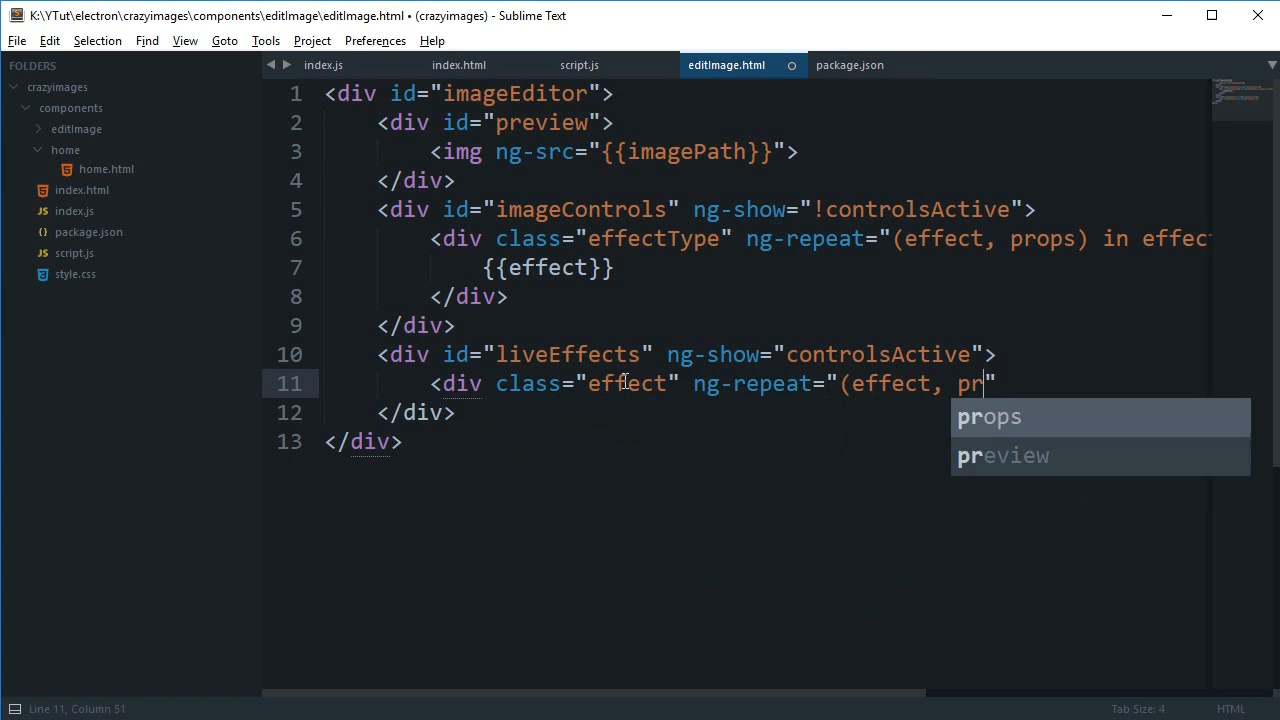 K:\YTut\electron\crazyimages\components\editImage\editImage.html • (crazyimages) - Sublime Text
File Edit Selection Find View Goto Tools Project Preferences Help
FOLDERS
crazyimages
components
editImage
home
home.html
index.html
index.js
package.json
script.js
style.css
index.js index.html script.js editImage.html package.json
1 <div id="imageEditor">
2 <div id="preview">
3 <img ng-src="{{imagePath}}">
4 </div>
5 <div id="imageControls" ng-show="!controlsActive">
6 <div class="effectType" ng-repeat="(effect, props) in effect
7 {{effect}}
8 </div>
9 </div>
10 <div id="liveEffects" ng-show="controlsActive">
11 <div class="effect" ng-repeat="(effect, pr"
12 </div>
13 </div>
props
preview
Line 11, Column 51 Tab Size: 4 HTML